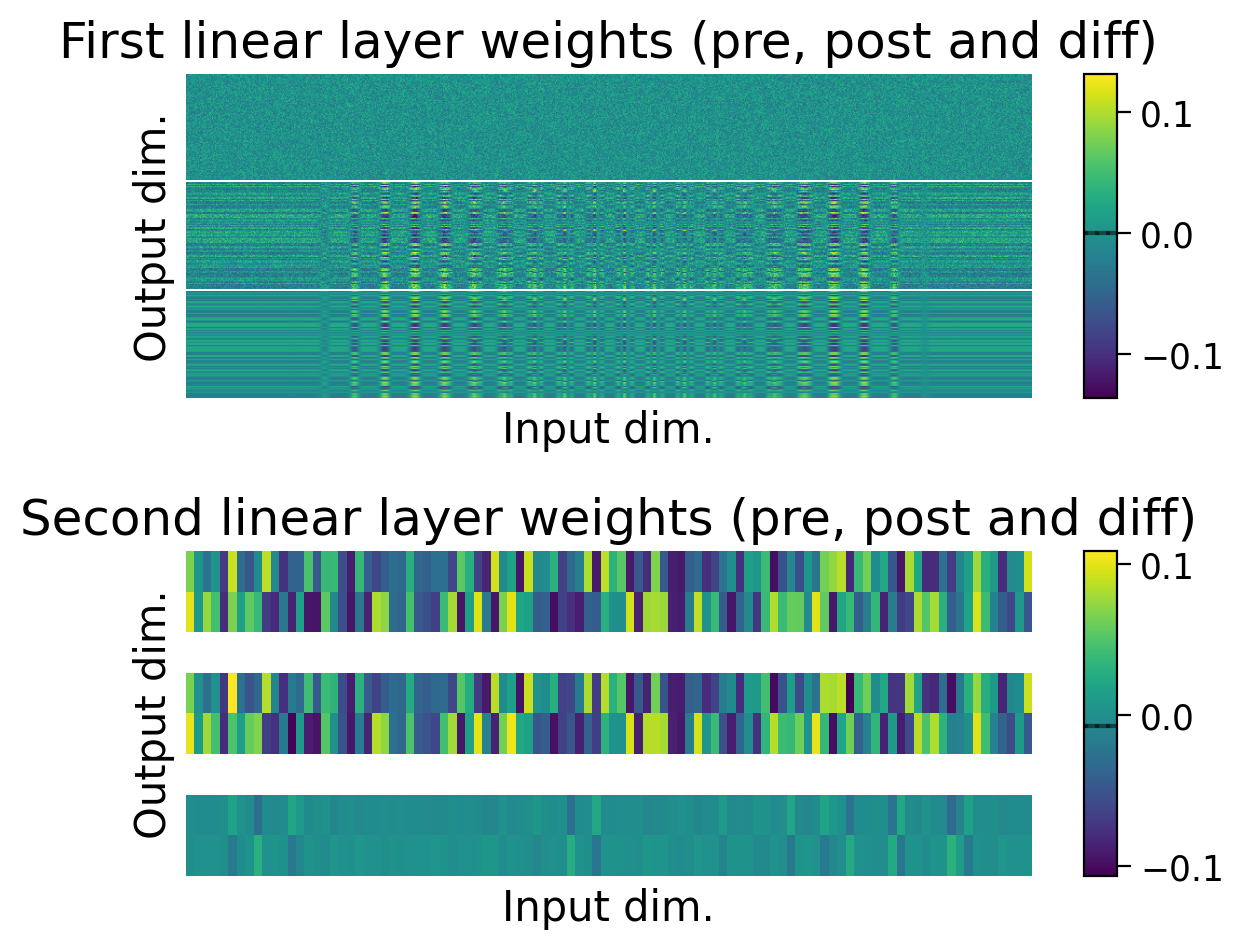 First linear layer weights (pre, post and diff)
Output dim.
0.1
0.0
−0.1
Input dim.
Second linear layer weights (pre, post and diff)
Output dim.
0.1
0.0
−0.1
Input dim.